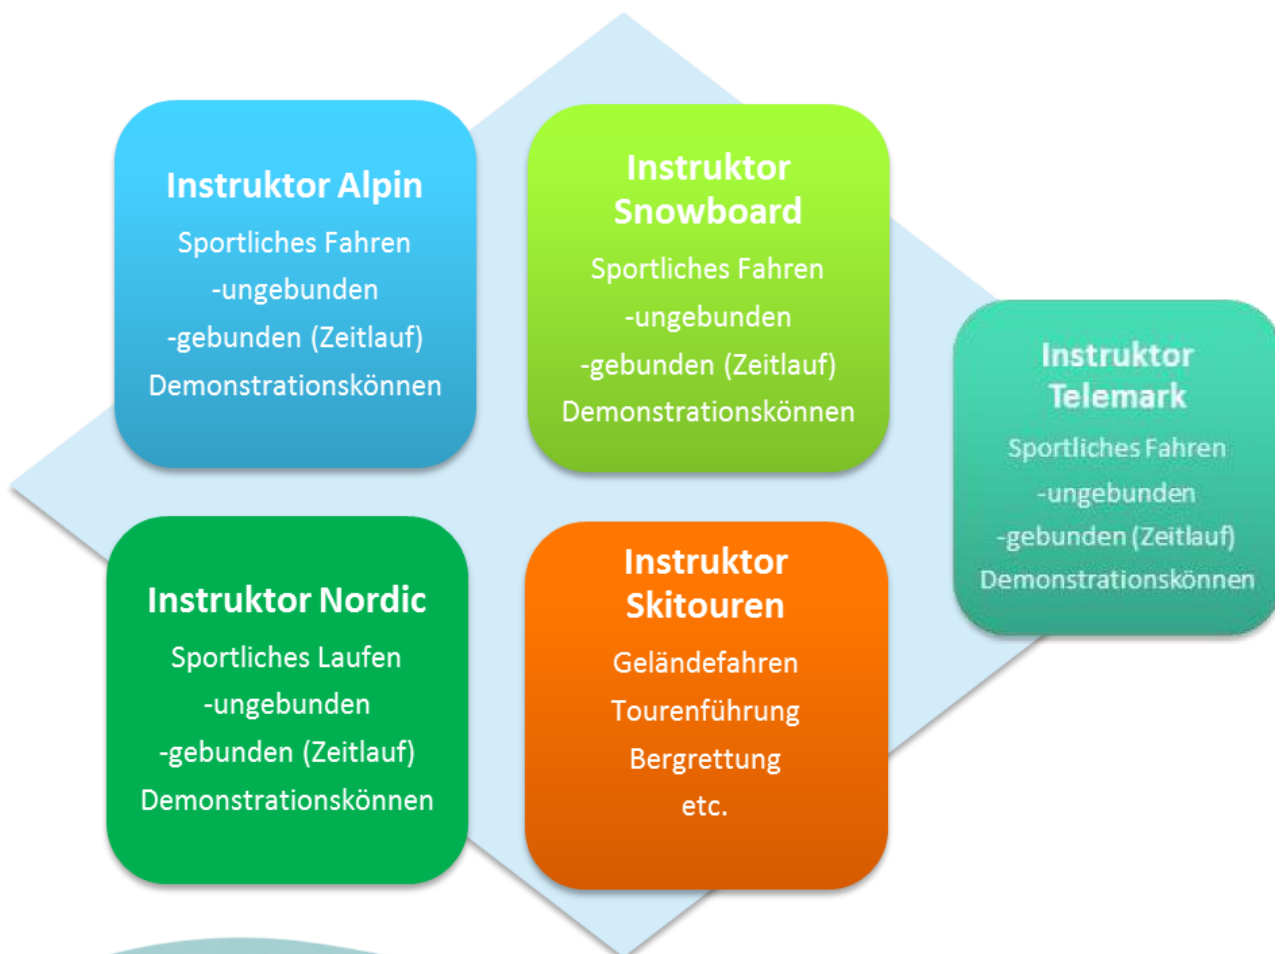 Instruktor Alpin
Sportliches Fahren
-ungebunden
-gebunden (Zeitlauf)
Demonstrationskönnen
Instruktor
Snowboard
Sportliches Fahren
-ungebunden
-gebunden (Zeitlauf)
Demonstrationskönnen
Instruktor
Telemark
Sportliches Fahren
-ungebunden
-gebunden (Zeitlauf)
Demonstrationskönnen
Instruktor Nordic
Sportliches Laufen
-ungebunden
-gebunden (Zeitlauf)
Demonstrationskönnen
Instruktor
Skitouren
Geländefahren
Tourenführung
Bergrettung
etc.